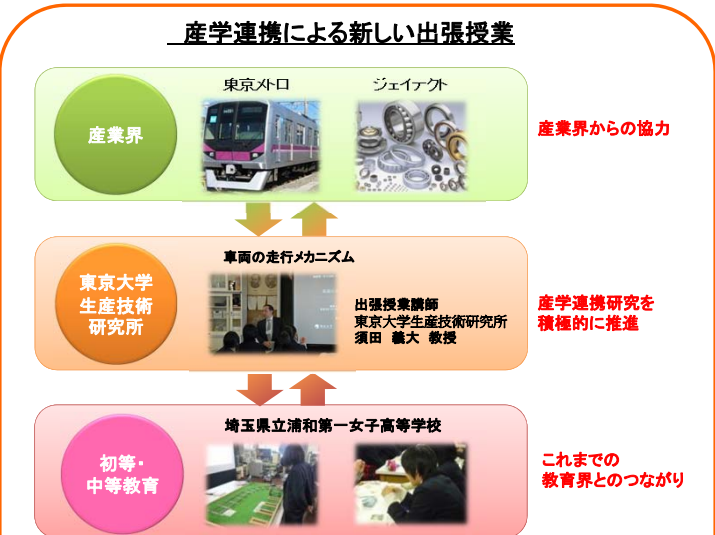 産学連携による新しい出張授業
東京メトロ
ジェイテクト
産業界
産業界からの協力
車両の走行メカニズム
東京大学
生産技術
研究所
出張授業講師
東京大学生産技術研究所
須田 義大 教授
産学連携研究を
積極的に推進
埼玉県立浦和第一女子高等学校
初等・
中等教育
これまでの
教育界とのつながり